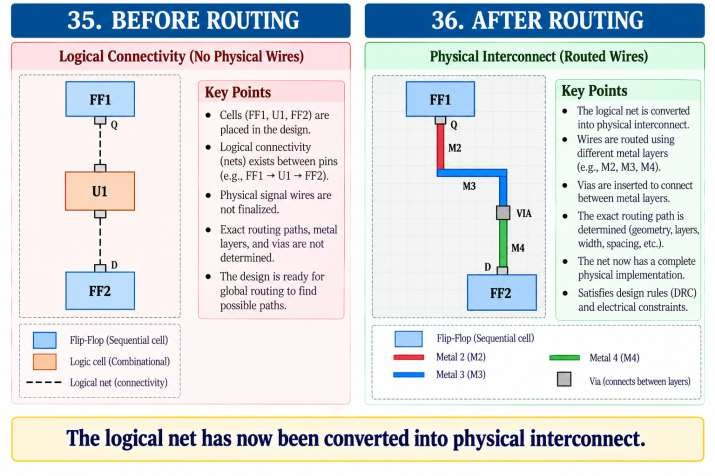 35. BEFORE ROUTING
Logical Connectivity (No Physical Wires)
FF1
Q
U1
D
FF2
Key Points
• Cells (FF1, U1, FF2) are
placed in the design.
• Logical connectivity
(nets) exists between pins
(e.g., FF1 → U1 → FF2).
• Physical signal wires are
not finalized.
• Exact routing paths, metal
layers, and vias are not
determined.
• The design is ready for
global routing to find
possible paths.
Flip-Flop (Sequential cell)
Logic cell (Combinational)
Logical net (connectivity)
36. AFTER ROUTING
Physical Interconnect (Routed Wires)
FF1
Q
M2
M3
VIA
M4
D
FF2
Key Points
• The logical net is converted
into physical interconnect.
• Wires are routed using
different metal layers
(e.g., M2, M3, M4).
• Vias are inserted to connect
between metal layers.
• The exact routing path is
determined (geometry, layers,
width, spacing, etc.).
• The net now has a complete
physical implementation.
• Satisfies design rules (DRC)
and electrical constraints.
Flip-Flop (Sequential cell)
Metal 2 (M2)
Metal 3 (M3)
Metal 4 (M4)
Via (connects between layers)
The logical net has now been converted into physical interconnect.